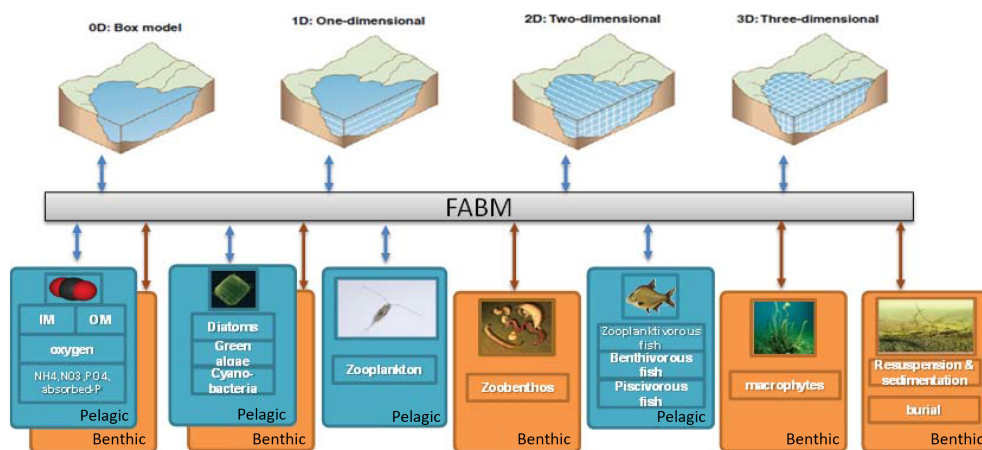 0D: Box model
1D: One-dimensional
2D: Two-dimensional
3D: Three-dimensional
FABM
IM
OM
oxygen
NH4,NO3,PO4,
absorbed-P
Pelagic
Benthic
Diatoms
Green
algae
Cyano-
bacteria
Pelagic
Benthic
Zooplankton
Pelagic
Zoobenthos
Benthic
Zooplanktivorous
fish
Benthivorous
fish
Piscivorous
fish
Pelagic
macrophytes
Benthic
Resuspension &
sedimentation
burial
Benthic